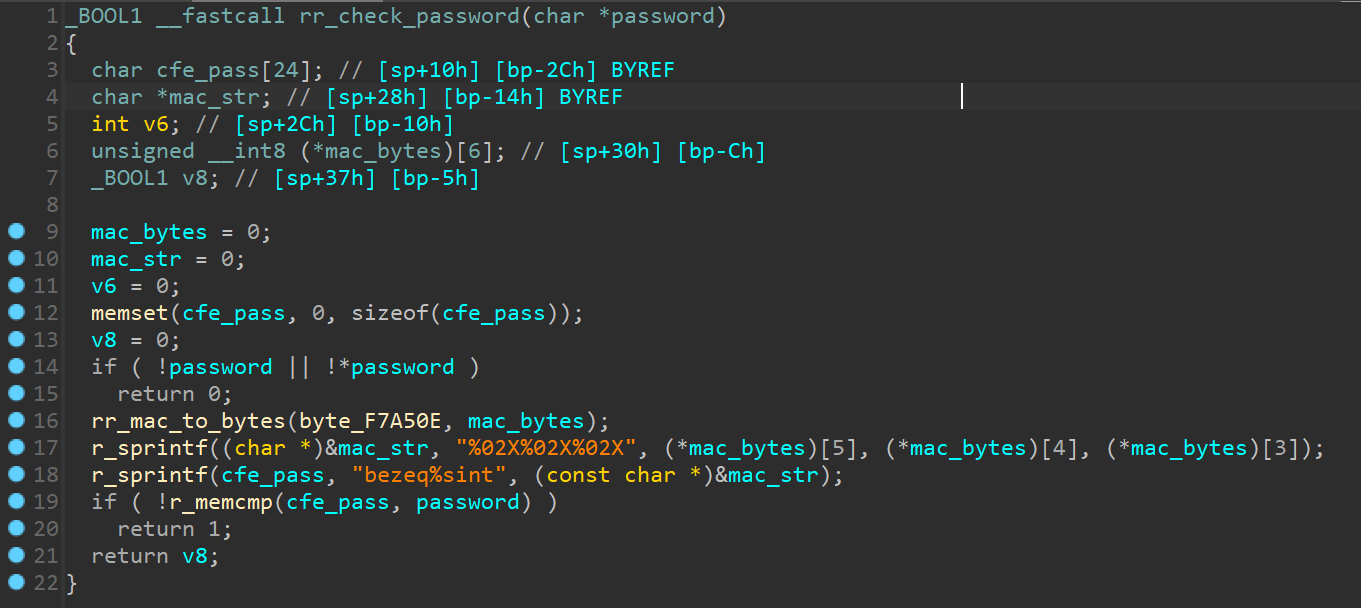 1 _BOOL1 __fastcall rr_check_password(char *password)
2 {
3   char cfe_pass[24]; // [sp+10h] [bp-2Ch] BYREF
4   char *mac_str; // [sp+28h] [bp-14h] BYREF
5   int v6; // [sp+2Ch] [bp-10h]
6   unsigned __int8 (*mac_bytes)[6]; // [sp+30h] [bp-Ch]
7   _BOOL1 v8; // [sp+37h] [bp-5h]
8
9   mac_bytes = 0;
10   mac_str = 0;
11   v6 = 0;
12   memset(cfe_pass, 0, sizeof(cfe_pass));
13   v8 = 0;
14   if ( !password || !*password )
15     return 0;
16   rr_mac_to_bytes(byte_F7A50E, mac_bytes);
17   r_sprintf((char *)&mac_str, "%02X%02X%02X", (*mac_bytes)[5], (*mac_bytes)[4], (*mac_bytes)[3]);
18   r_sprintf(cfe_pass, "bezeq%sint", (const char *)&mac_str);
19   if ( !r_memcmp(cfe_pass, password) )
20     return 1;
21   return v8;
22 }